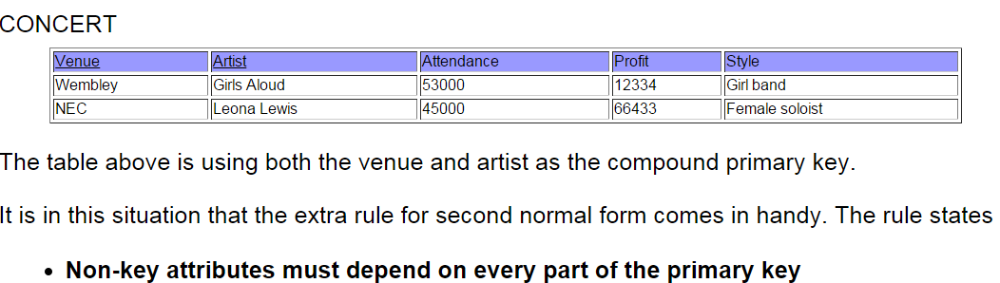 CONCERT
Venue Artist Attendance Profit Style
Wembley Girls Aloud 53000 12334 Girl band
NEC Leona Lewis 45000 66433 Female soloist
The table above is using both the venue and artist as the compound primary key.
It is in this situation that the extra rule for second normal form comes in handy. The rule states
• Non-key attributes must depend on every part of the primary key